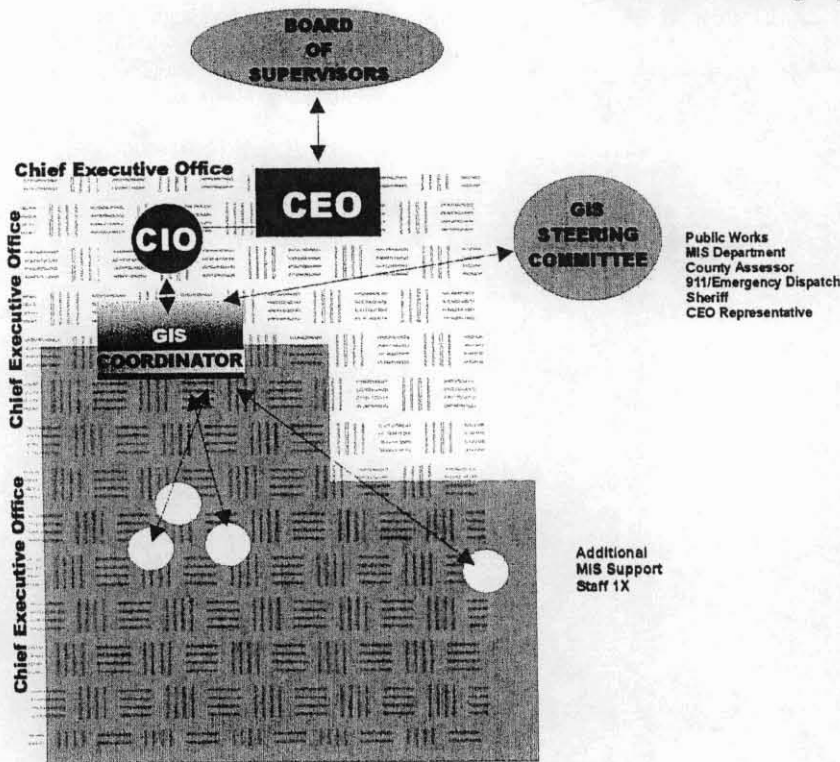 BOARD
OF
SUPERVISORS
Chief Executive Office
CEO
CIO
GIS
STEERING
COMMITTEE
Public Works
MIS Department
County Assessor
911/Emergency Dispatch
Sheriff
CEO Representative
Chief Executive Office
GIS
COORDINATOR
Chief Executive Office
Additional
MIS Support
Staff 1X